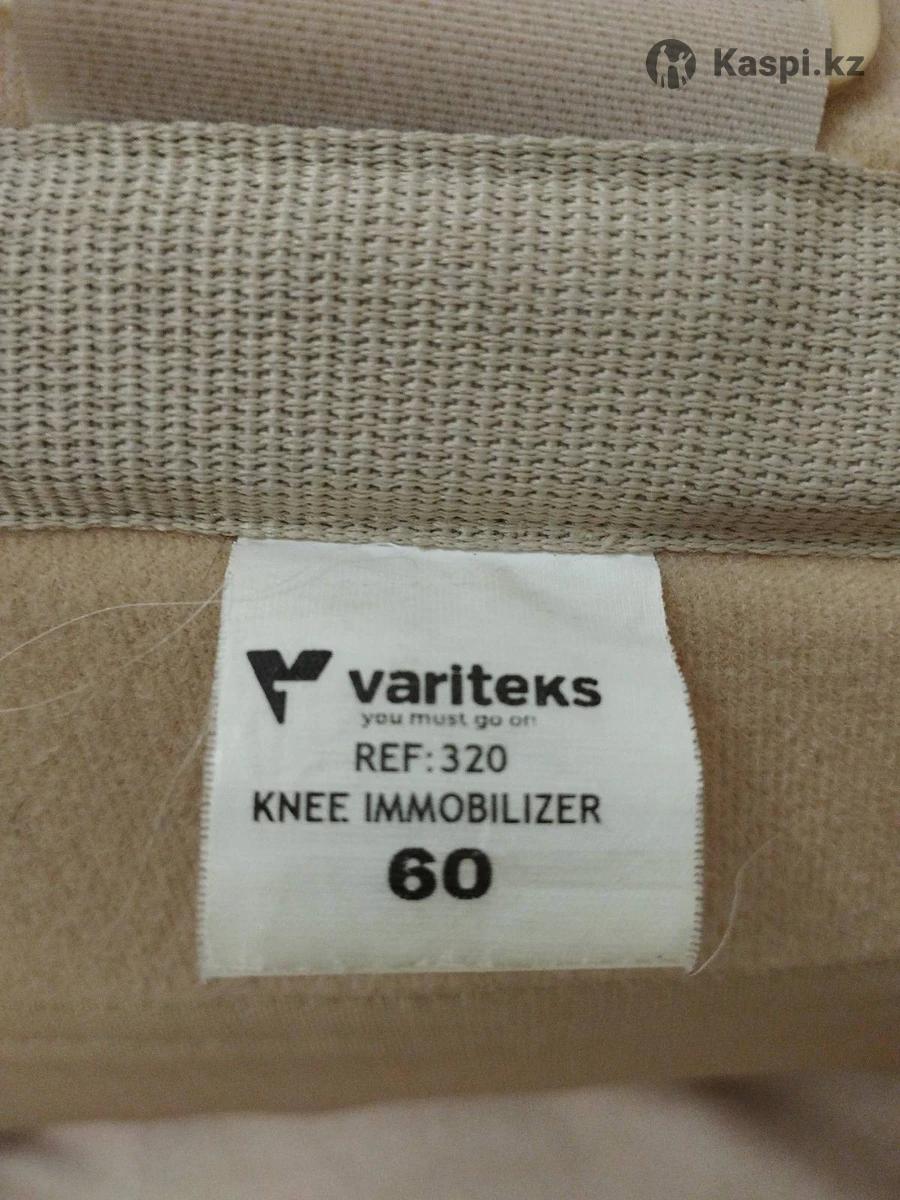 Kaspi.kz
variteks
you must go on
REF:320
KNEE IMMOBILIZER
60